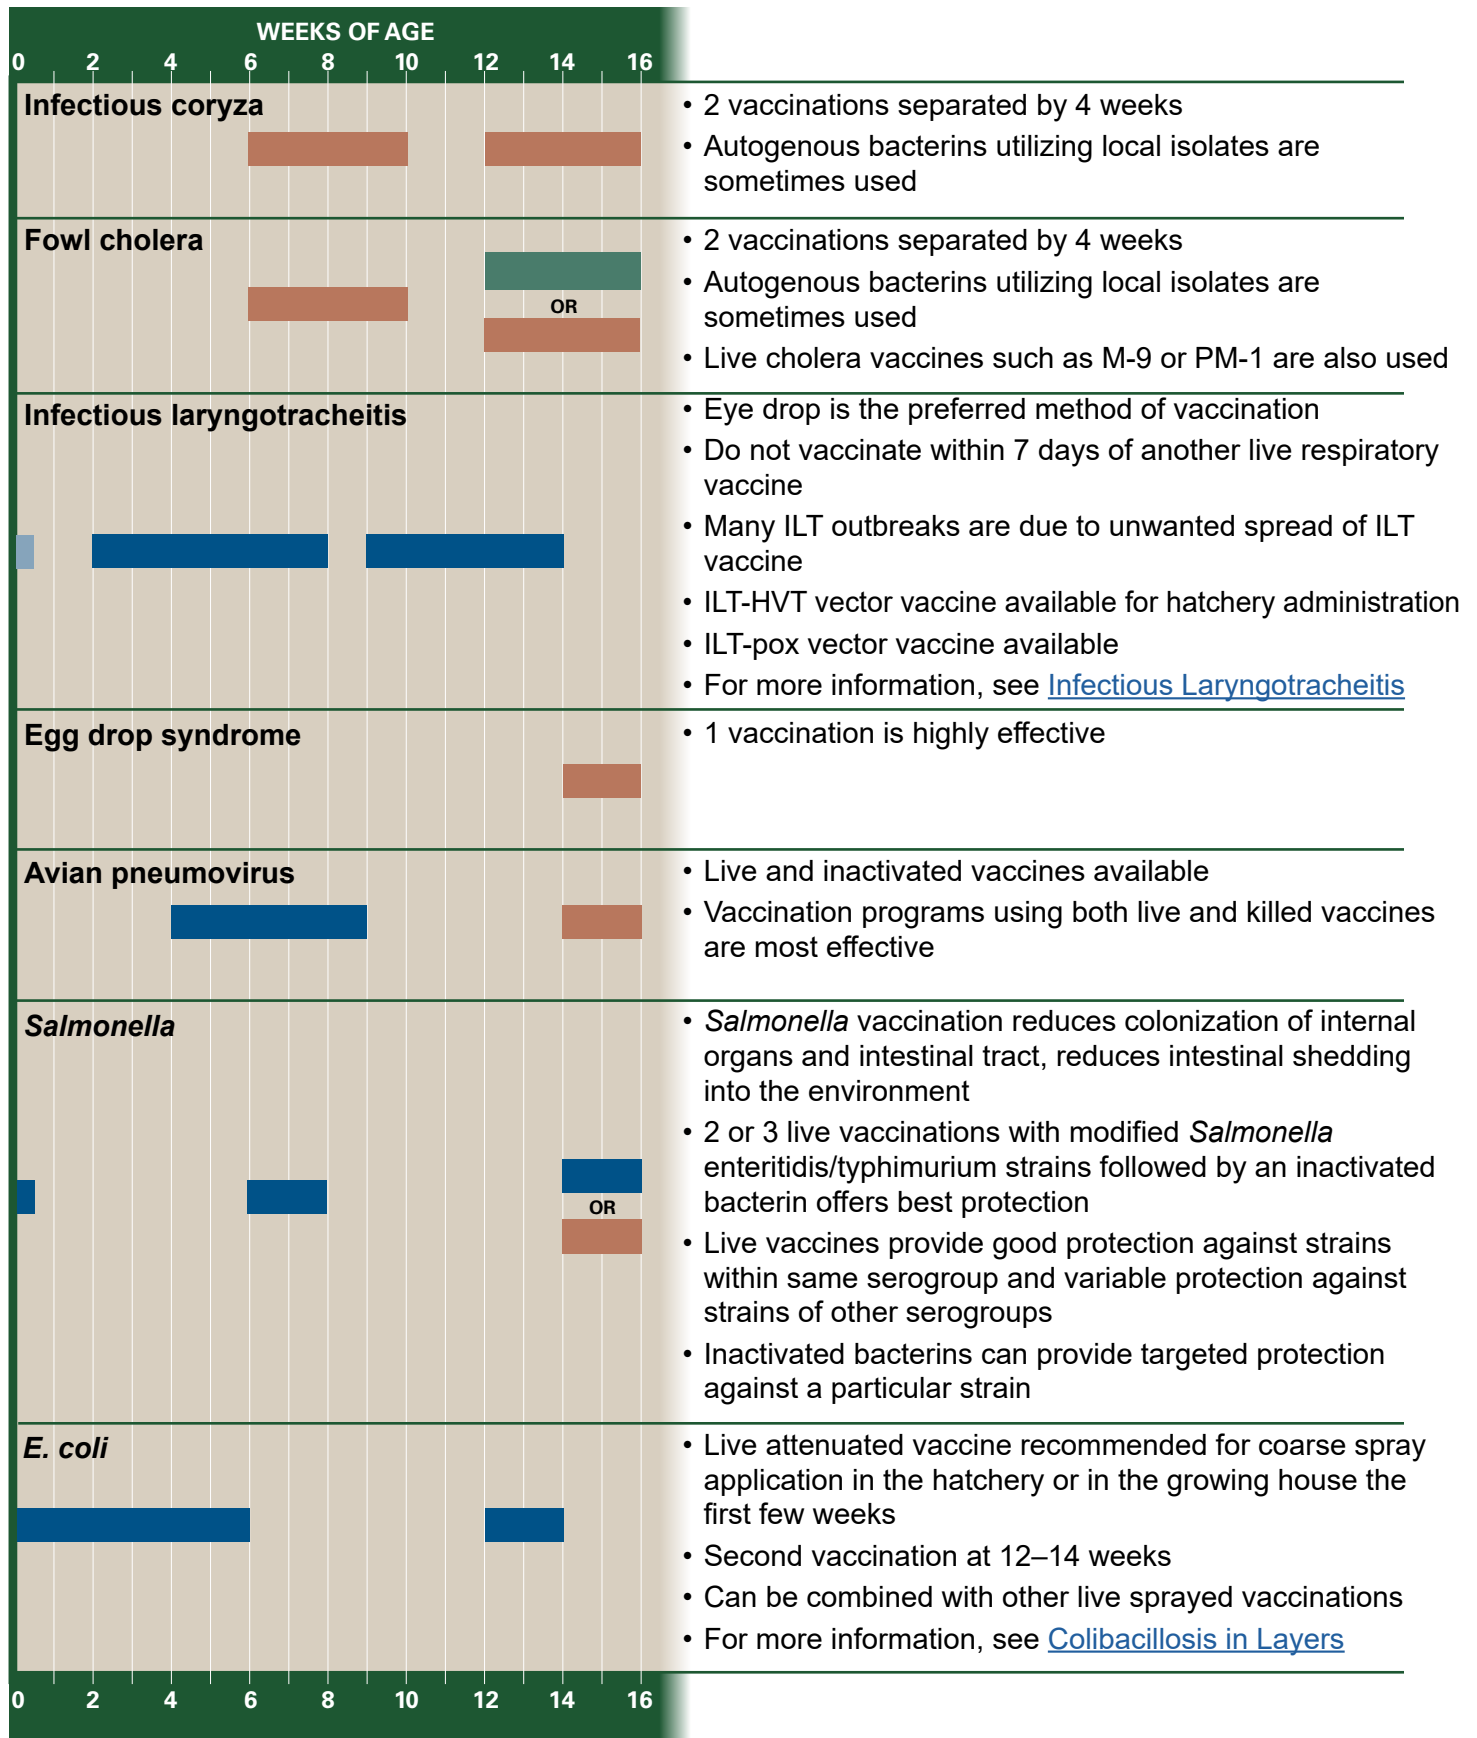 WEEKS OF AGE
0 2 4 6 8 10 12 14 16
Infectious coryza
• 2 vaccinations separated by 4 weeks
• Autogenous bacterins utilizing local isolates are
sometimes used
Fowl cholera
OR
• 2 vaccinations separated by 4 weeks
• Autogenous bacterins utilizing local isolates are
sometimes used
• Live cholera vaccines such as M-9 or PM-1 are also used
Infectious laryngotracheitis
• Eye drop is the preferred method of vaccination
• Do not vaccinate within 7 days of another live respiratory
vaccine
• Many ILT outbreaks are due to unwanted spread of ILT
vaccine
• ILT-HVT vector vaccine available for hatchery administration
• ILT-pox vector vaccine available
• For more information, see Infectious Laryngotracheitis
Egg drop syndrome
• 1 vaccination is highly effective
Avian pneumovirus
• Live and inactivated vaccines available
• Vaccination programs using both live and killed vaccines
are most effective
Salmonella
OR
• Salmonella vaccination reduces colonization of internal
organs and intestinal tract, reduces intestinal shedding
into the environment
• 2 or 3 live vaccinations with modified Salmonella
enteritidis/typhimurium strains followed by an inactivated
bacterin offers best protection
• Live vaccines provide good protection against strains
within same serogroup and variable protection against
strains of other serogroups
• Inactivated bacterins can provide targeted protection
against a particular strain
E. coli
• Live attenuated vaccine recommended for coarse spray
application in the hatchery or in the growing house the
first few weeks
• Second vaccination at 12–14 weeks
• Can be combined with other live sprayed vaccinations
• For more information, see Colibacillosis in Layers
0 2 4 6 8 10 12 14 16